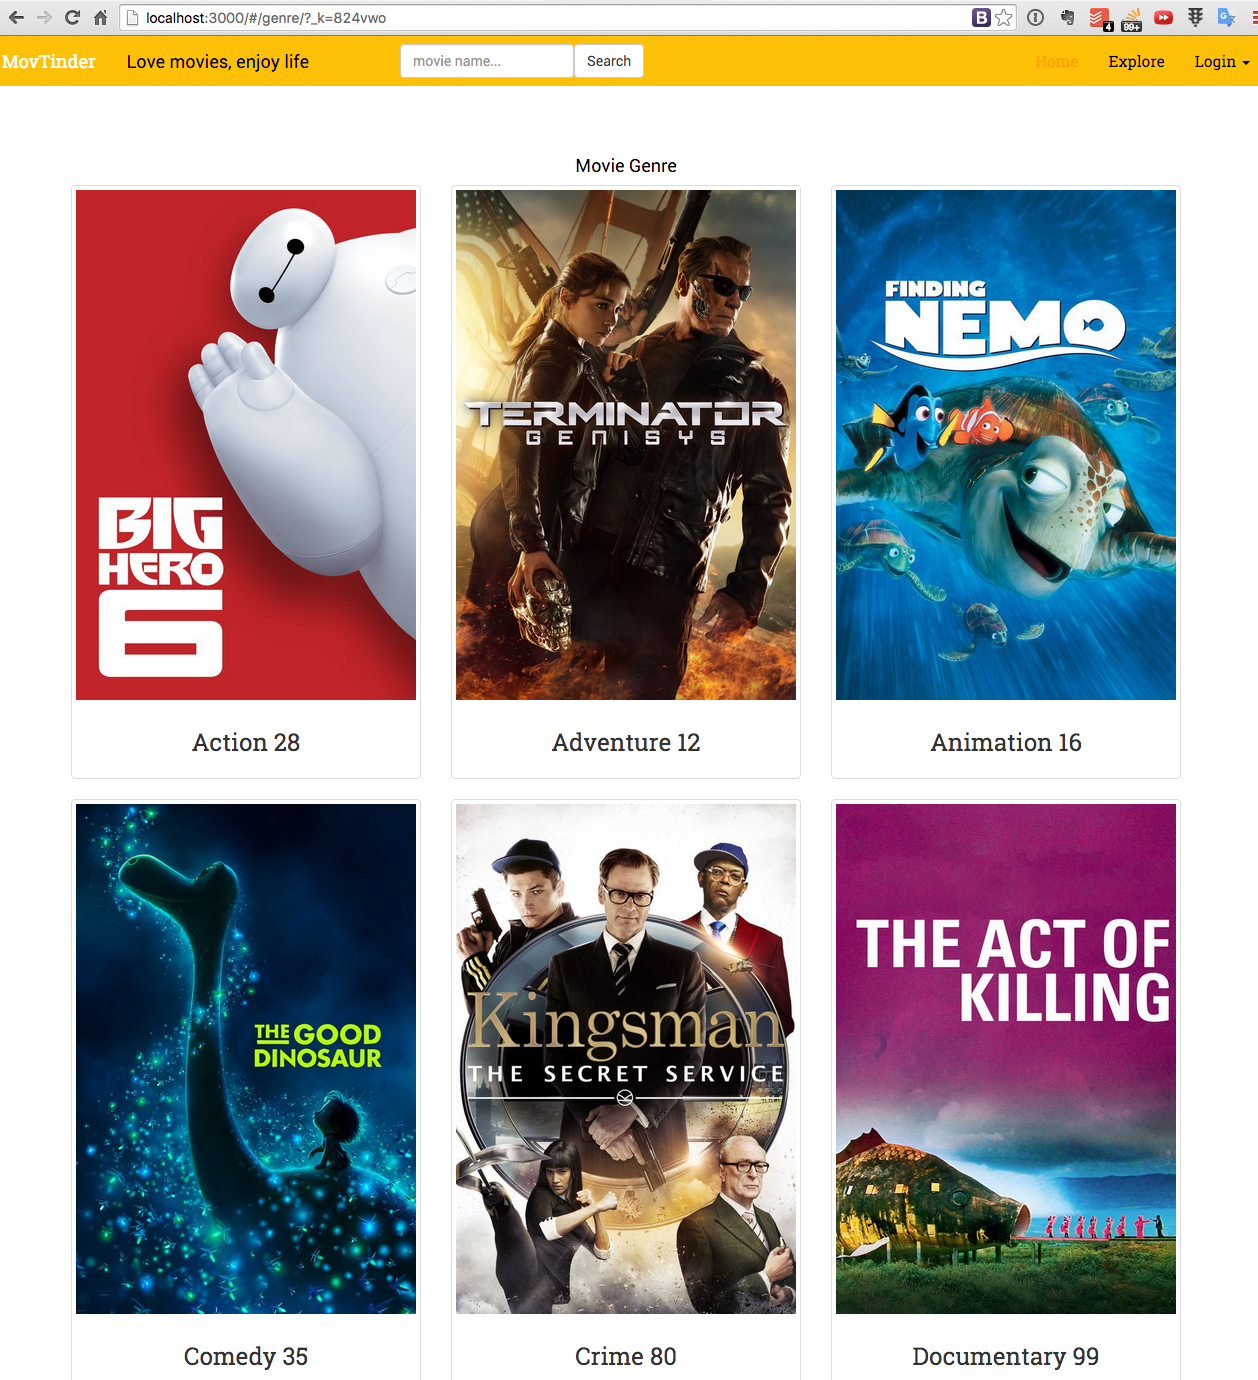 localhost:3000/#/genre/?_k=824vwo
B
4
99+
MovTinder
Love movies, enjoy life
movie name...
Search
Home
Explore
Login
Movie Genre
BIG
HERO
6
TERMINATOR
GENISYS
FINDING
NEMO
Action 28
Adventure 12
Animation 16
THE GOOD
DINOSAUR
Kingsman
THE SECRET SERVICE
THE ACT OF
KILLING
Comedy 35
Crime 80
Documentary 99